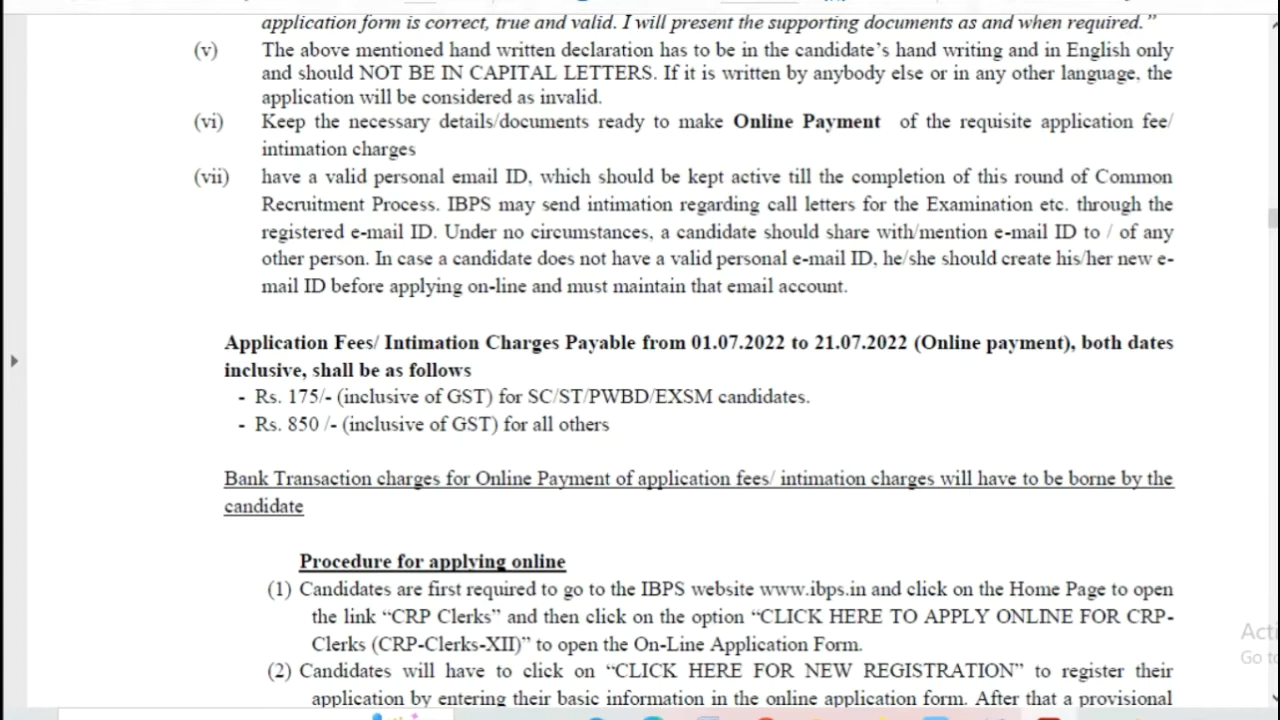 application form is correct, true and valid. I will present the supporting documents as and when required."
(v) The above mentioned hand written declaration has to be in the candidate's hand writing and in English only
and should NOT BE IN CAPITAL LETTERS. If it is written by anybody else or in any other language, the
application will be considered as invalid.
(vi) Keep the necessary details/documents ready to make Online Payment of the requisite application fee/
intimation charges
(vii) have a valid personal email ID, which should be kept active till the completion of this round of Common
Recruitment Process. IBPS may send intimation regarding call letters for the Examination etc. through the
registered e-mail ID. Under no circumstances, a candidate should share with/mention e-mail ID to / of any
other person. In case a candidate does not have a valid personal e-mail ID, he/she should create his/her new e-
mail ID before applying on-line and must maintain that email account.
Application Fees/ Intimation Charges Payable from 01.07.2022 to 21.07.2022 (Online payment), both dates
inclusive, shall be as follows
- Rs. 175/- (inclusive of GST) for SC/ST/PWBD/EXSM candidates.
- Rs. 850 /- (inclusive of GST) for all others
Bank Transaction charges for Online Payment of application fees/ intimation charges will have to be borne by the
candidate
Procedure for applying online
(1) Candidates are first required to go to the IBPS website www.ibps.in and click on the Home Page to open
the link "CRP Clerks" and then click on the option "CLICK HERE TO APPLY ONLINE FOR CRP-
Clerks (CRP-Clerks-XII)" to open the On-Line Application Form.
(2) Candidates will have to click on "CLICK HERE FOR NEW REGISTRATION" to register their
application by entering their basic information in the online application form. After that a provisional
Acti
Go to